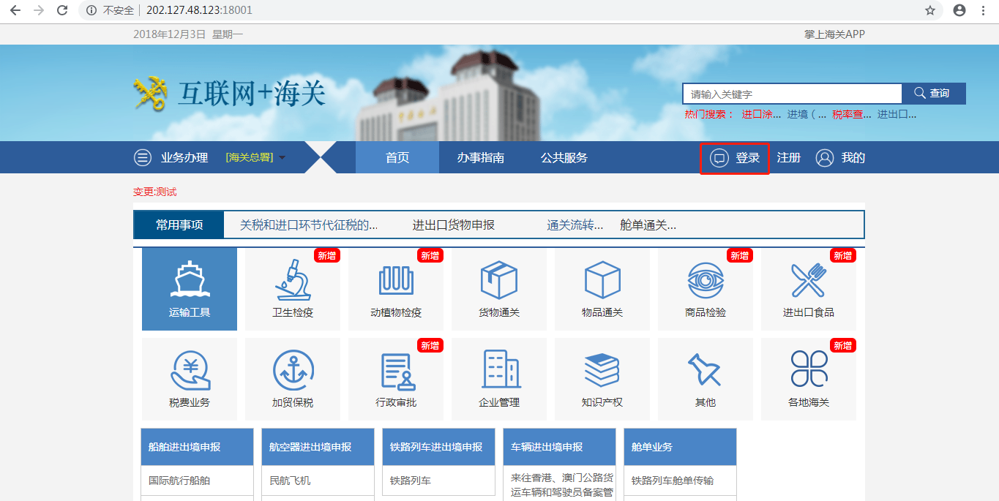 不安全 202.127.48.123:18001
2018年12月3日 星期一 掌上海关APP
互联网+海关
请输入关键字 查询
热门搜索： 进口涂... 进境（... 税率查... 进出口...
业务办理 [海关总署] 首页 办事指南 公共服务 登录 注册 我的
变更:测试
常用事项 关税和进口环节代征税的... 进出口货物申报 通关流转... 舱单通关...
新增 新增 新增 新增
运输工具 卫生检疫 动植物检疫 货物通关 物品通关 商品检验 进出口食品
新增 新增
税费业务 加贸保税 行政审批 企业管理 知识产权 其他 各地海关
船舶进出境申报 航空器进出境申报 铁路列车进出境申报 车辆进出境申报 舱单业务
国际航行船舶 民航飞机 铁路列车 来往香港、澳门公路货 铁路列车舱单传输
运车辆和驾驶员备案管